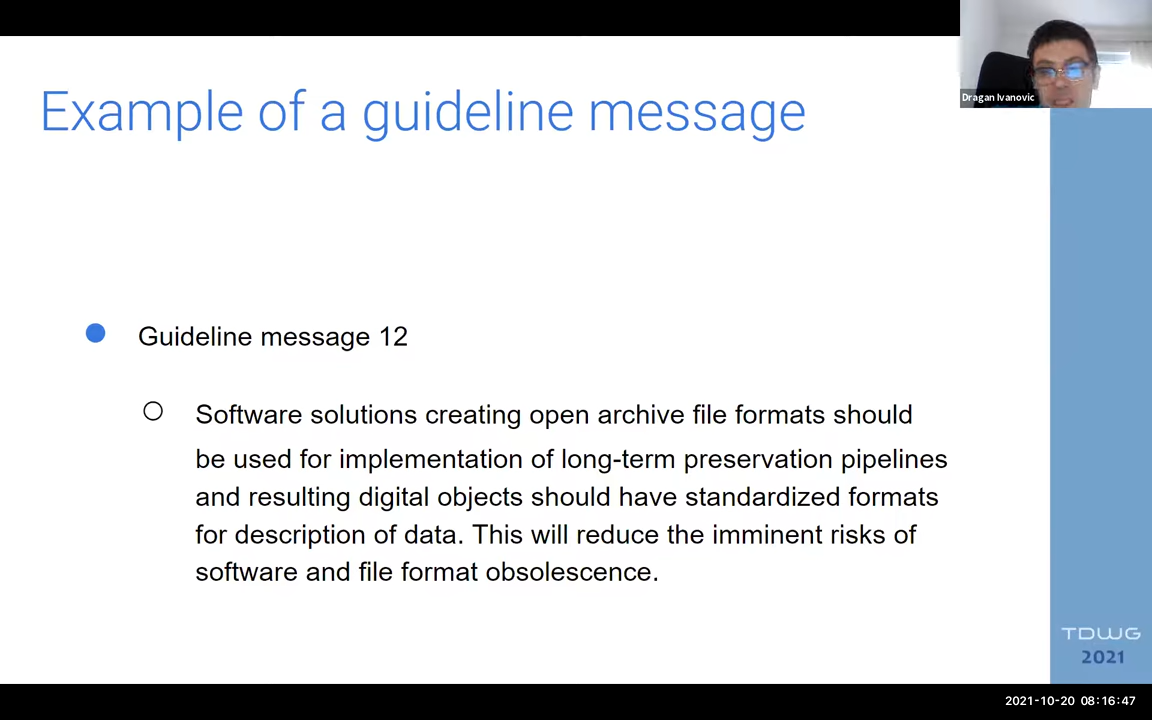 Dragan Ivanovic
Example of a guideline message
Guideline message 12
Software solutions creating open archive file formats should
be used for implementation of long-term preservation pipelines
and resulting digital objects should have standardized formats
for description of data. This will reduce the imminent risks of
software and file format obsolescence.
TDWG
2021
2021-10-20 08:16:47